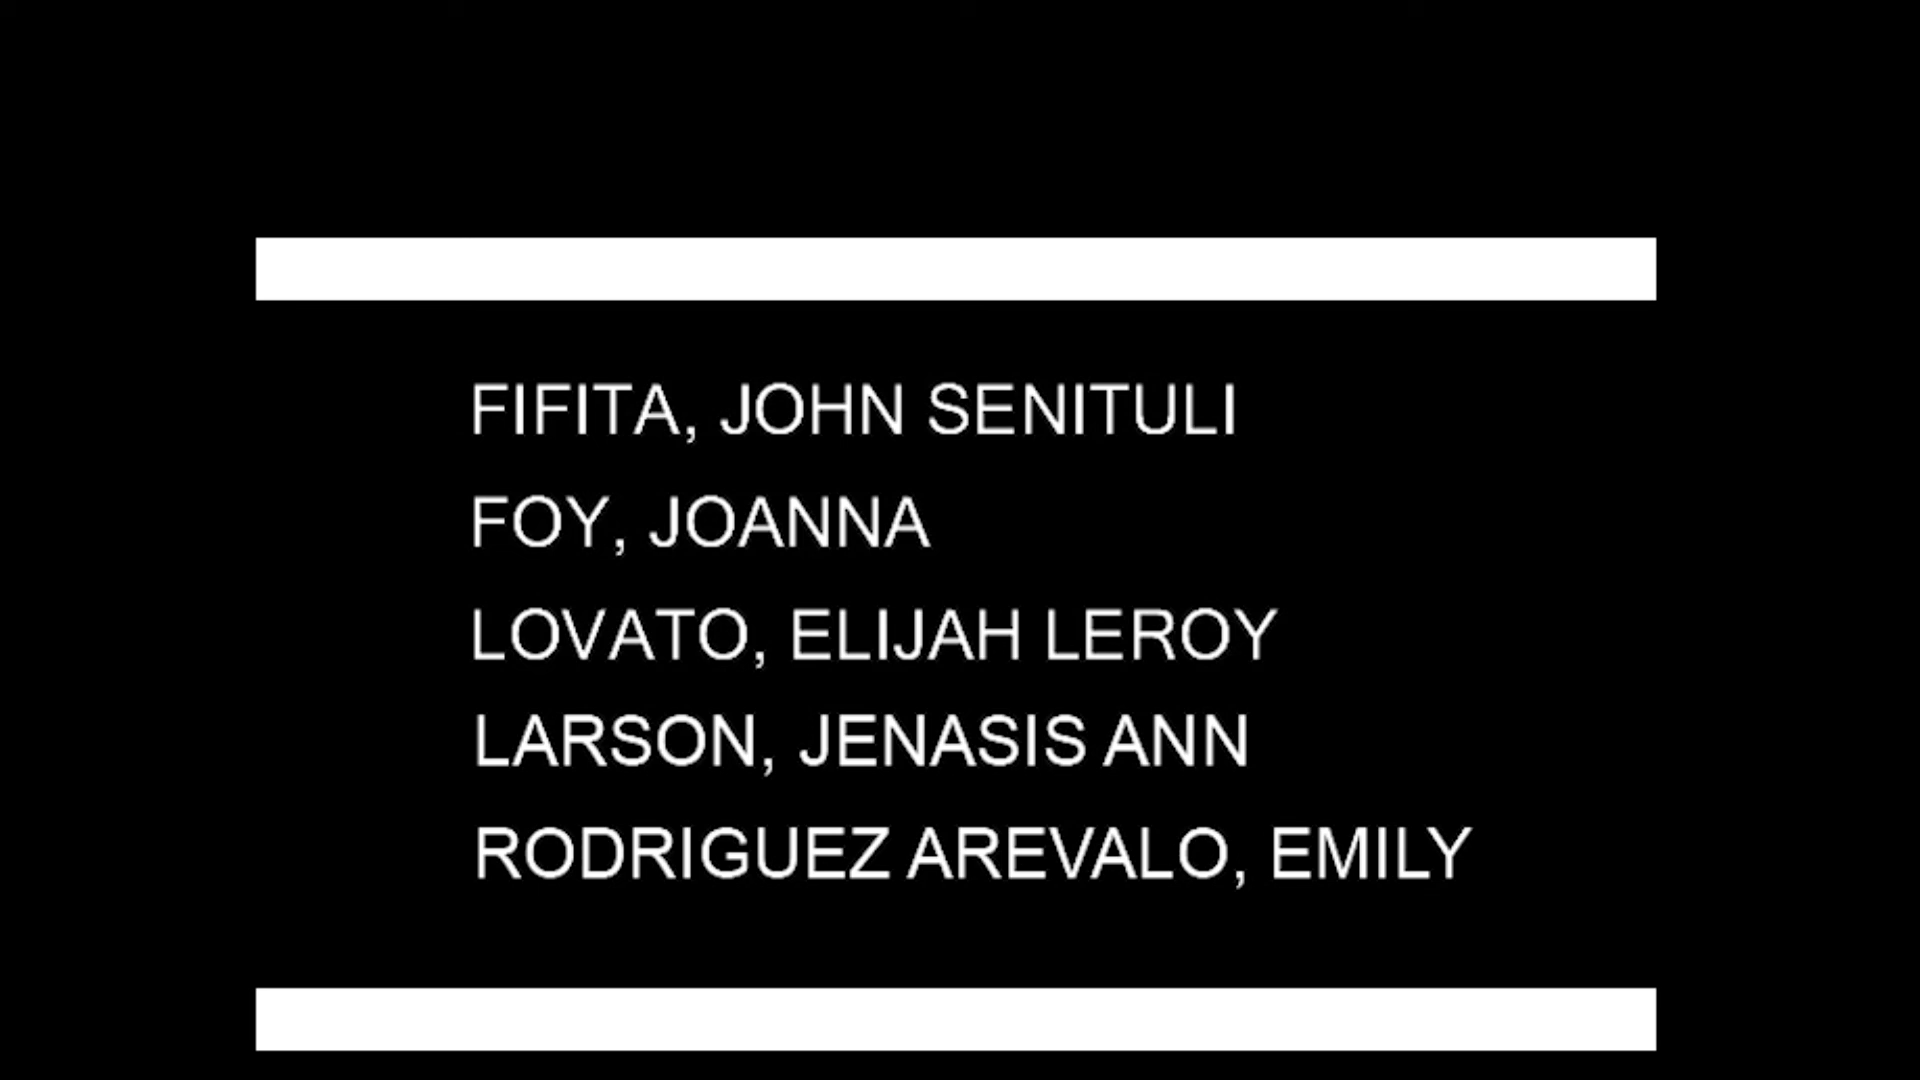 FIFITA, JOHN SENITULI
FOY, JOANNA
LOVATO, ELIJAH LEROY
LARSON, JENASIS ANN
RODRIGUEZ AREVALO, EMILY